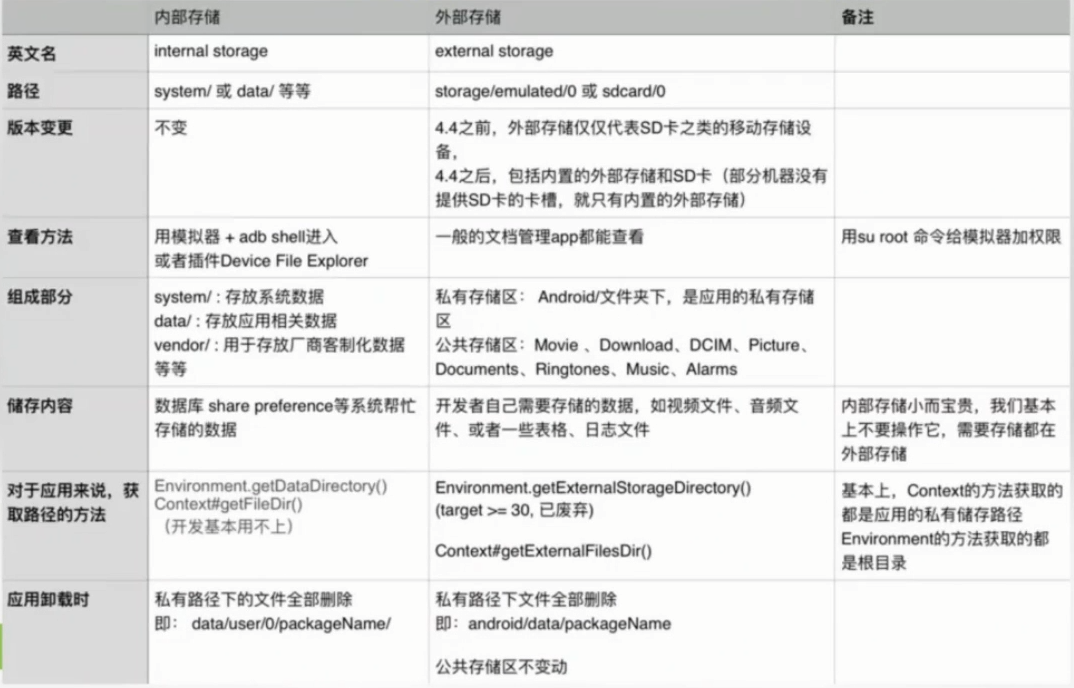 内部存储 外部存储 备注
英文名 internal storage external storage
路径 system/ 或 data/ 等等 storage/emulated/0 或 sdcard/0
版本变更 不变 4.4之前，外部存储仅仅代表SD卡之类的移动存储设
备，
4.4之后，包括内置的外部存储和SD卡（部分机器没有
提供SD卡的卡槽，就只有内置的外部存储）
查看方法 用模拟器 + adb shell进入 一般的文档管理app都能查看 用su root 命令给模拟器加权限
或者插件Device File Explorer
组成部分 system/ : 存放系统数据 私有存储区： Android/文件夹下，是应用的私有存储
data/ : 存放应用相关数据 区
vendor/ : 用于存放厂商客制化数据 公共存储区：Movie 、Download、DCIM、Picture、
等等 Documents、Ringtones、Music、Alarms
储存内容 数据库 share preference等系统帮忙 开发者自己需要存储的数据，如视频文件、音频文 内部存储小而宝贵，我们基本
存储的数据 件、或者一些表格、日志文件 上不要操作它，需要存储都在
外部存储
对于应用来说，获 Environment.getDataDirectory() Environment.getExternalStorageDirectory() 基本上，Context的方法获取的
取路径的方法 Context#getFileDir() (target >= 30, 已废弃) 都是应用的私有储存路径
（开发基本用不上） Environment的方法获取的都
Context#getExternalFilesDir() 是根目录
应用卸载时 私有路径下的文件全部删除 私有路径下文件全部删除
即： data/user/0/packageName/ 即：android/data/packageName
公共存储区不变动